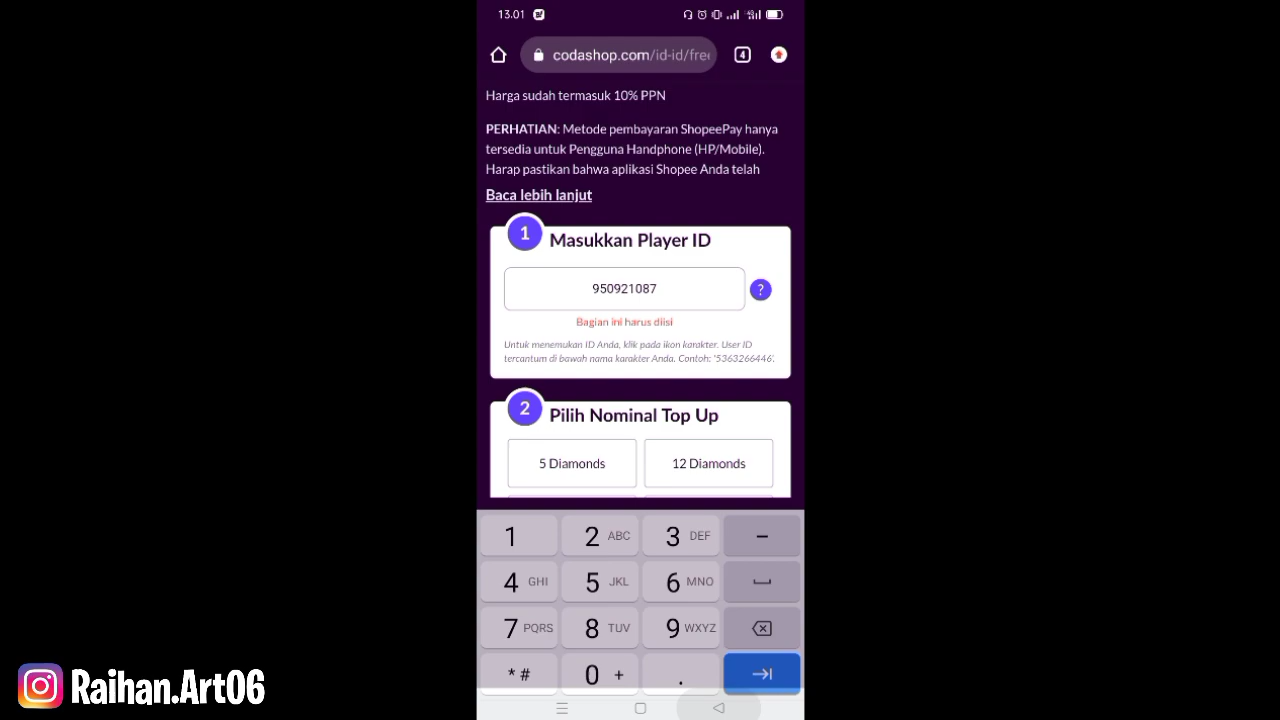 13.01
codashop.com/id-id/free
4
Harga sudah termasuk 10% PPN
PERHATIAN: Metode pembayaran ShopeePay hanya
tersedia untuk Pengguna Handphone (HP/Mobile).
Harap pastikan bahwa aplikasi Shopee Anda telah
Baca lebih lanjut
1 Masukkan Player ID
950921087 ?
Bagian ini harus diisi
Untuk menemukan ID Anda, klik pada ikon karakter. User ID
tercantum di bawah nama karakter Anda. Contoh: '5363266446'.
2 Pilih Nominal Top Up
5 Diamonds 12 Diamonds
1 2 ABC 3 DEF -
4 GHI 5 JKL 6 MNO
7 PQRS 8 TUV 9 WXYZ
* # 0 + .
Raihan.Art06